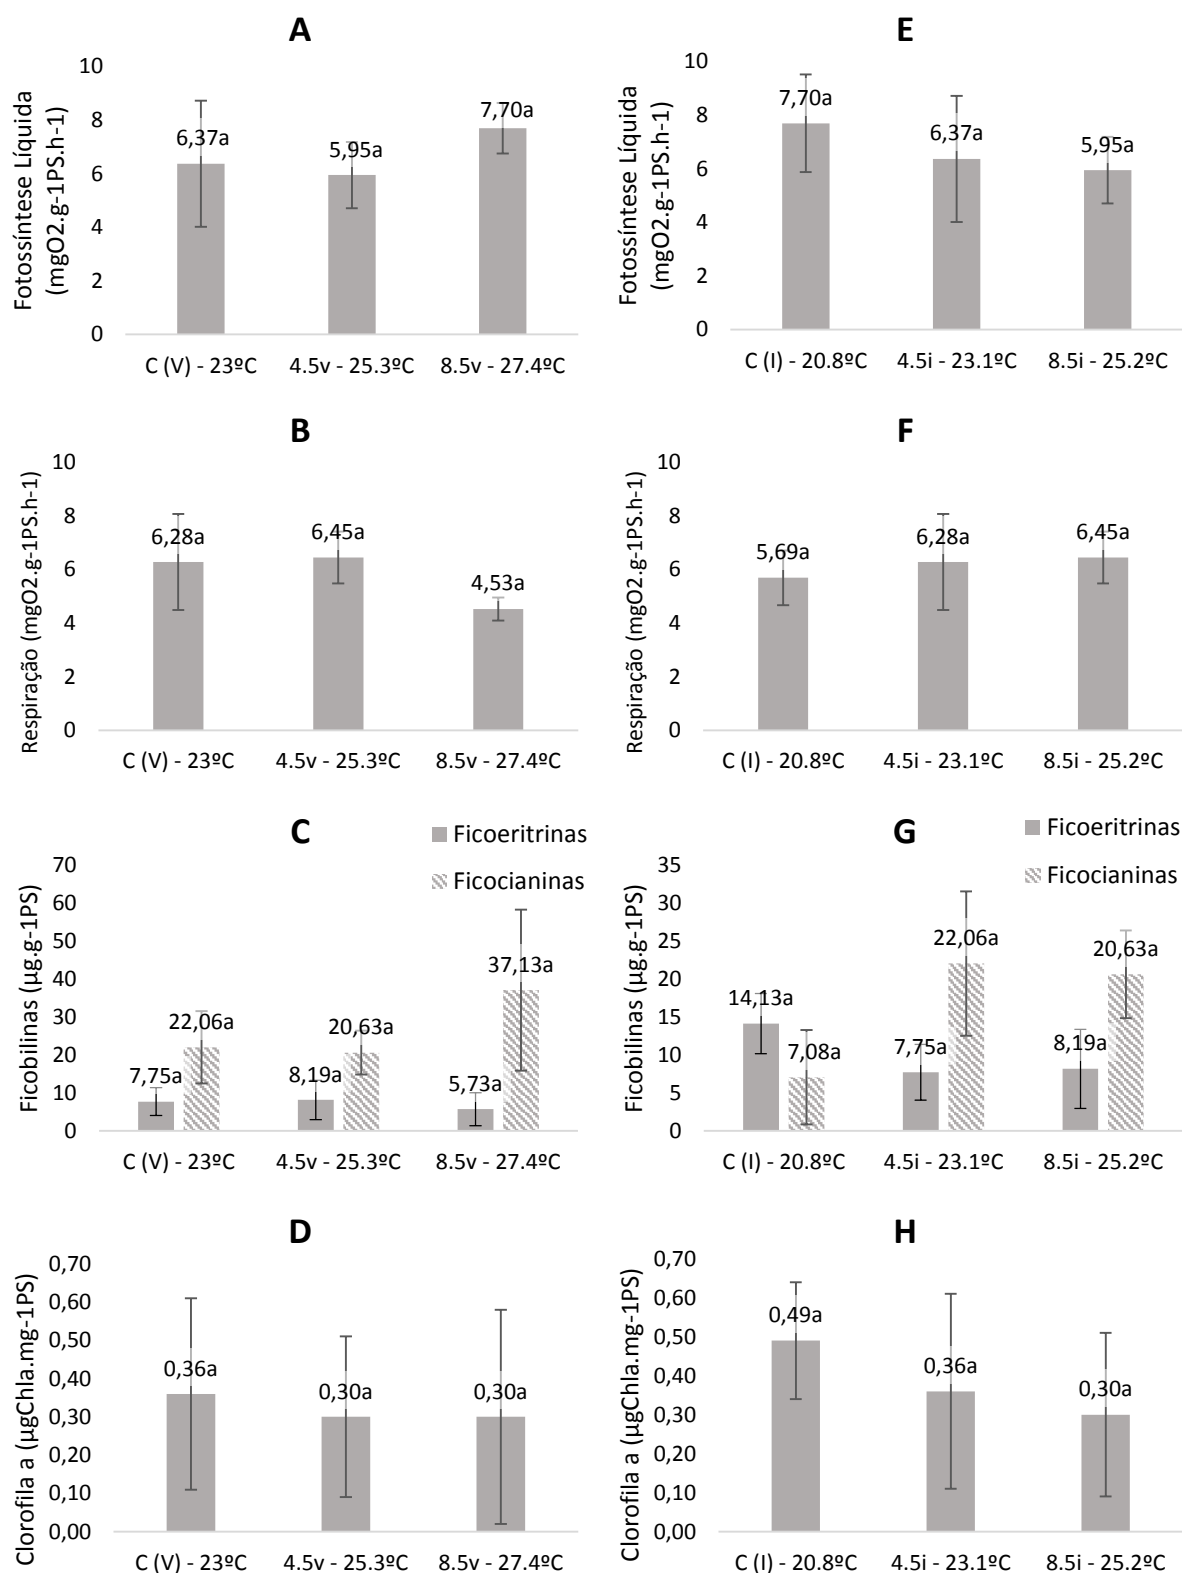 A
Fotossíntese Líquida
(mgO2.g-1PS.h-1)
10
8
6
4
2
0
6,37a
5,95a
7,70a
C (V) - 23ºC
4.5v - 25.3ºC
8.5v - 27.4ºC
E
Fotossíntese Líquida
(mgO2.g-1PS.h-1)
10
8
6
4
2
0
7,70a
6,37a
5,95a
C (I) - 20.8ºC
4.5i - 23.1ºC
8.5i - 25.2ºC
B
Respiração (mgO2.g-1PS.h-1)
10
8
6
4
2
0
6,28a
6,45a
4,53a
C (V) - 23ºC
4.5v - 25.3ºC
8.5v - 27.4ºC
F
Respiração (mgO2.g-1PS.h-1)
10
8
6
4
2
0
5,69a
6,28a
6,45a
C (I) - 20.8ºC
4.5i - 23.1ºC
8.5i - 25.2ºC
C
Ficoeritrinas
Ficocianinas
Ficobilinas (µg.g-1PS)
70
60
50
40
30
20
10
0
7,75a
22,06a
8,19a
20,63a
5,73a
37,13a
C (V) - 23ºC
4.5v - 25.3ºC
8.5v - 27.4ºC
G
Ficoeritrinas
Ficocianinas
Ficobilinas (µg.g-1PS)
35
30
25
20
15
10
5
0
14,13a
7,08a
7,75a
22,06a
8,19a
20,63a
C (I) - 20.8ºC
4.5i - 23.1ºC
8.5i - 25.2ºC
D
Clorofila a (µgChla.mg-1PS)
0,70
0,60
0,50
0,40
0,30
0,20
0,10
0,00
0,36a
0,30a
0,30a
C (V) - 23ºC
4.5v - 25.3ºC
8.5v - 27.4ºC
H
Clorofila a (µgChla.mg-1PS)
0,70
0,60
0,50
0,40
0,30
0,20
0,10
0,00
0,49a
0,36a
0,30a
C (I) - 20.8ºC
4.5i - 23.1ºC
8.5i - 25.2ºC